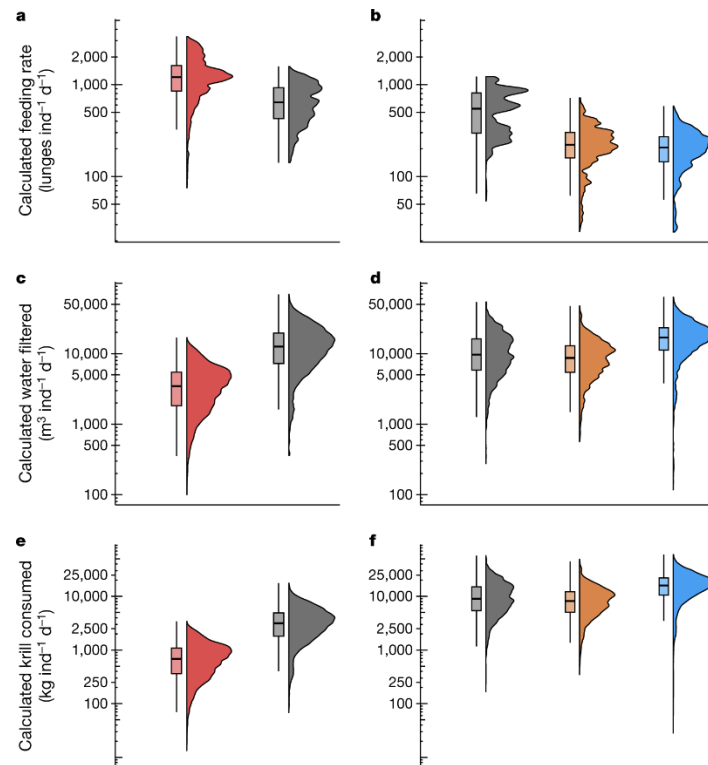 a
b
Calculated feeding rate
(lunges ind⁻¹ d⁻¹)
2,000
1,000
500
100
50
2,000
1,000
500
100
50
c
d
Calculated water filtered
(m³ ind⁻¹ d⁻¹)
50,000
10,000
5,000
1,000
500
100
50,000
10,000
5,000
1,000
500
100
e
f
Calculated krill consumed
(kg ind⁻¹ d⁻¹)
25,000
10,000
2,500
1,000
250
100
25,000
10,000
2,500
1,000
250
100